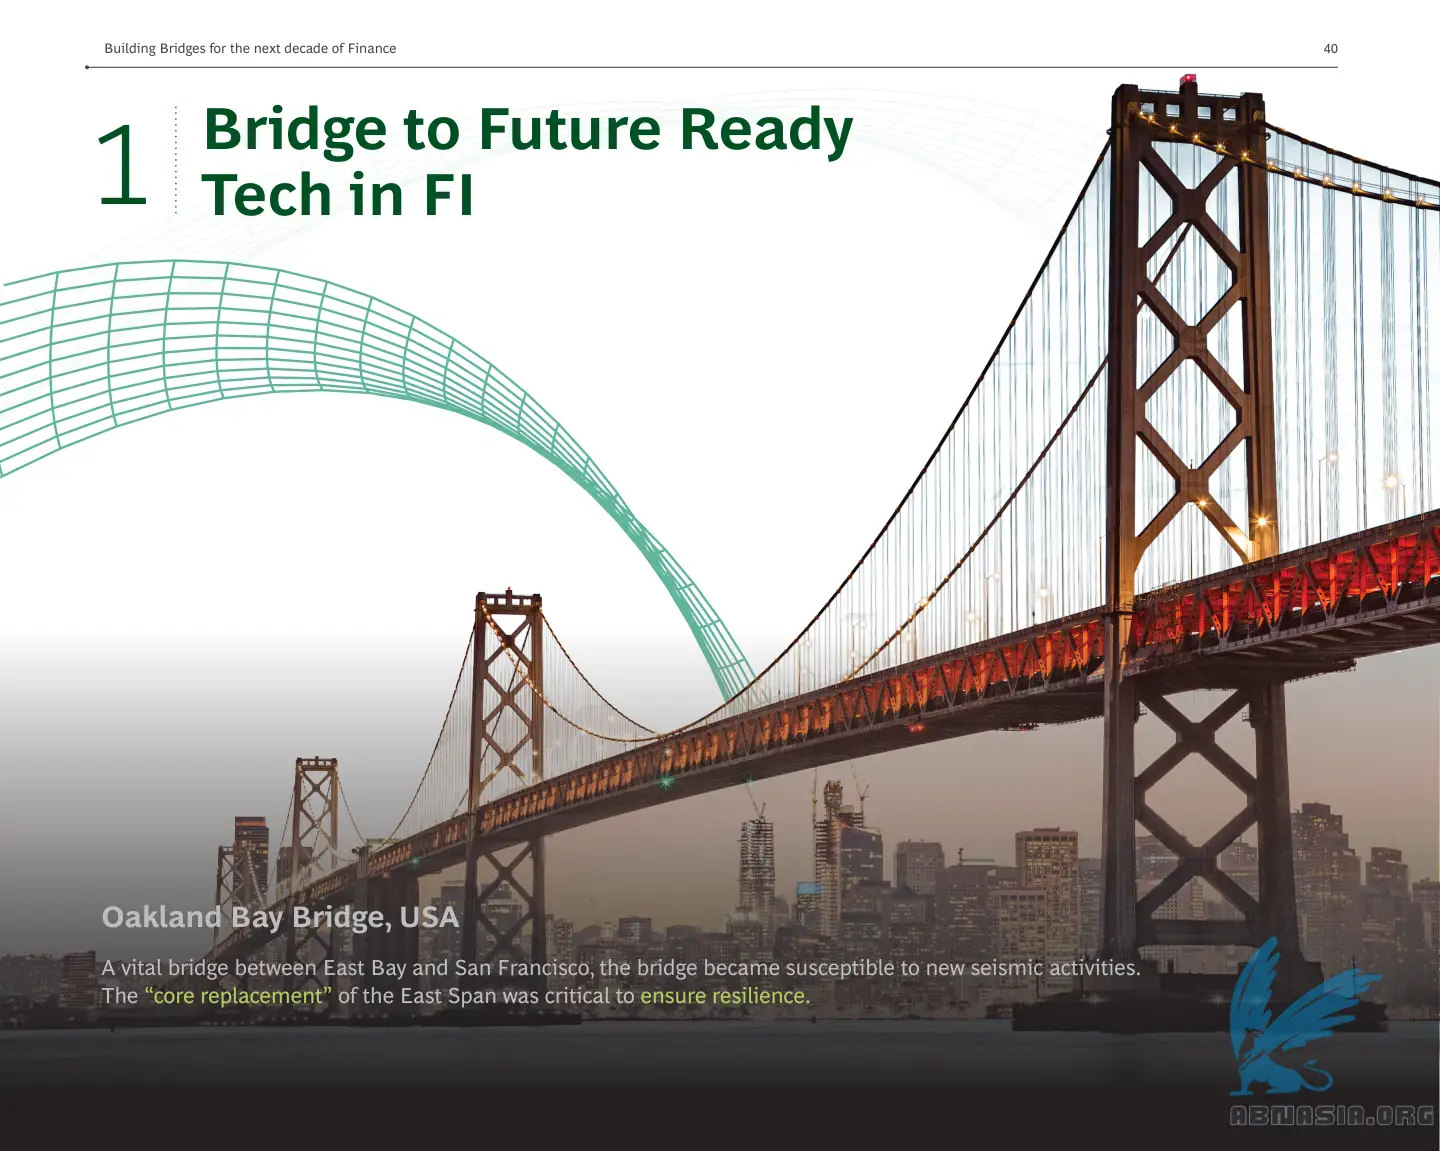 Building Bridges for the next decade of Finance
40
1
Bridge to Future Ready
Tech in FI
Oakland Bay Bridge, USA
A vital bridge between East Bay and San Francisco, the bridge became susceptible to new seismic activities.
The “core replacement” of the East Span was critical to ensure resilience.
ABNASIA.ORG